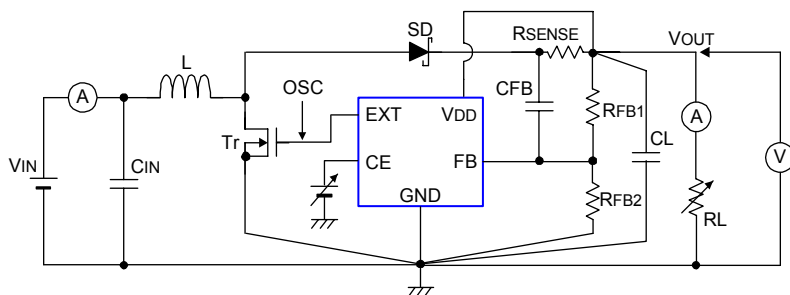 SD
RSENSE
VOUT
L
OSC
CFB
A
EXT
VDD
RFB1
A
Tr
CL
V
VIN
CIN
CE
FB
GND
RFB2
RL